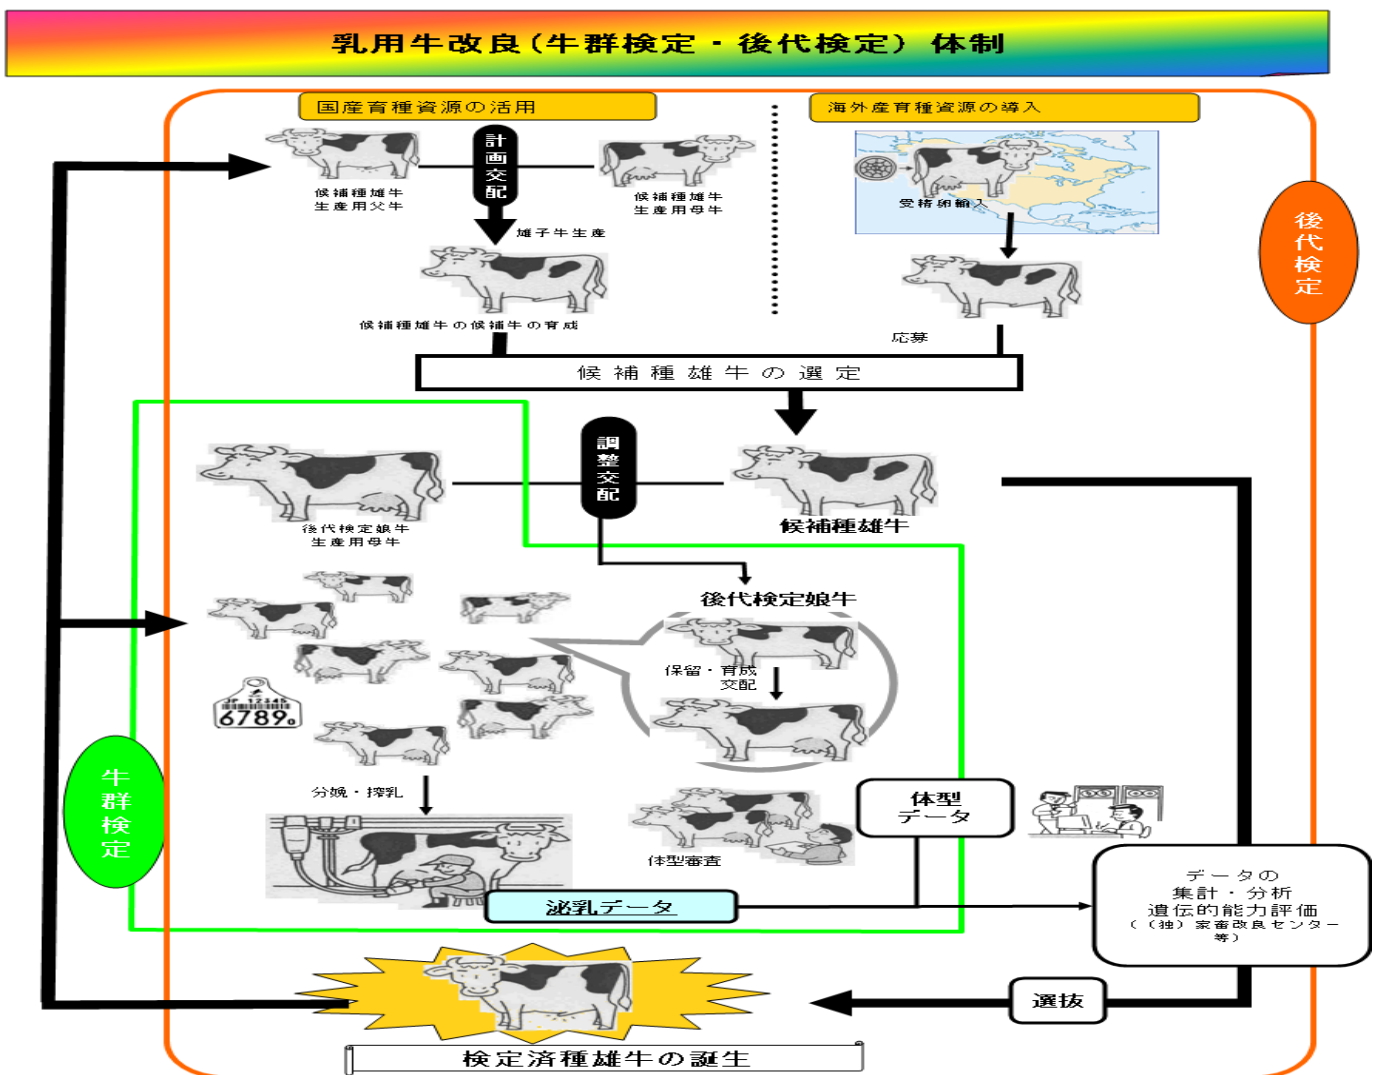 乳用牛改良(牛群検定・後代検定)体制
国産育種資源の活用
海外産育種資源の導入
計画交配
候補種雄牛
生産用父牛
候補種雄牛
生産用母牛
受精卵輸入
後代検定
雄子牛生産
候補種雄牛の候補牛の育成
応募
候補種雄牛の選定
調整交配
後代検定娘牛
生産用母牛
候補種雄牛
後代検定娘牛
保留・育成
交配
JP 12345
67890
牛群検定
分娩・搾乳
体型審査
体型
データ
泌乳データ
データの
集計・分析
遺伝的能力評価
((独)家畜改良センター
等)
選抜
検定済種雄牛の誕生